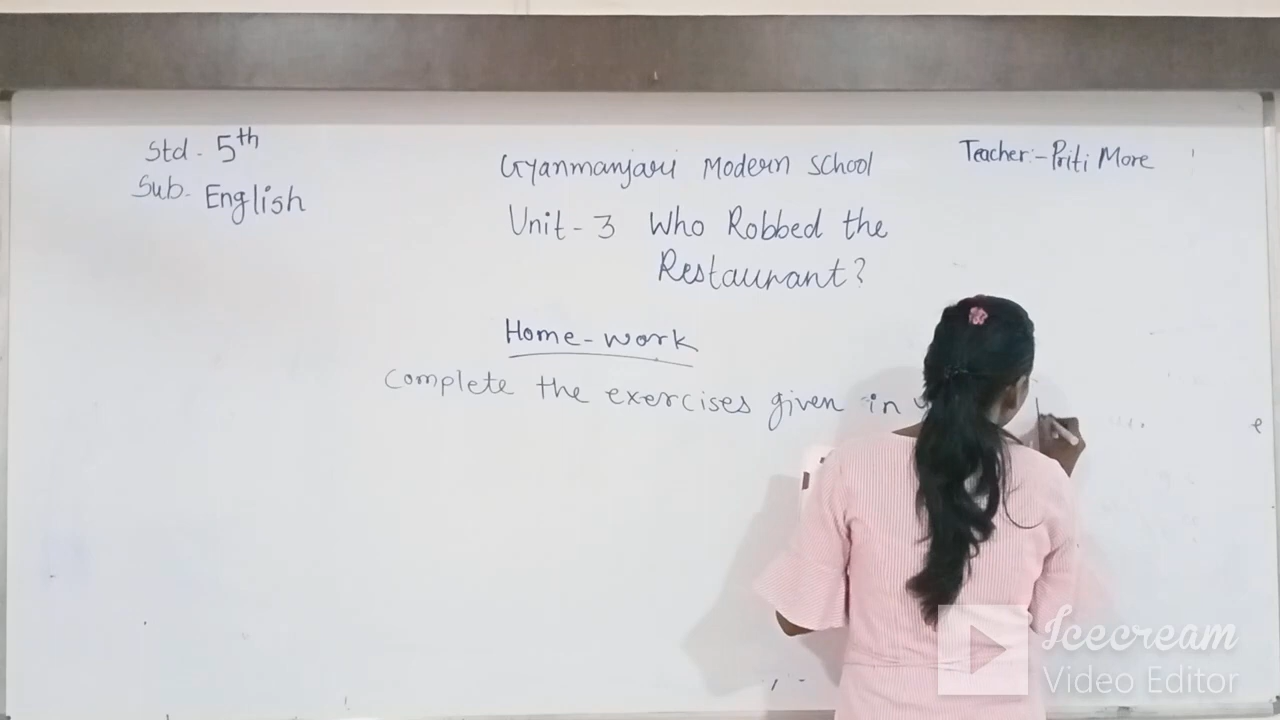 Std - 5th
Sub - English
Gyanmanjari Modern School
Teacher:- Priti More
Unit - 3 Who Robbed the
Restaurant?
Home-work
Complete the exercises given in
e
Icecream
Video Editor